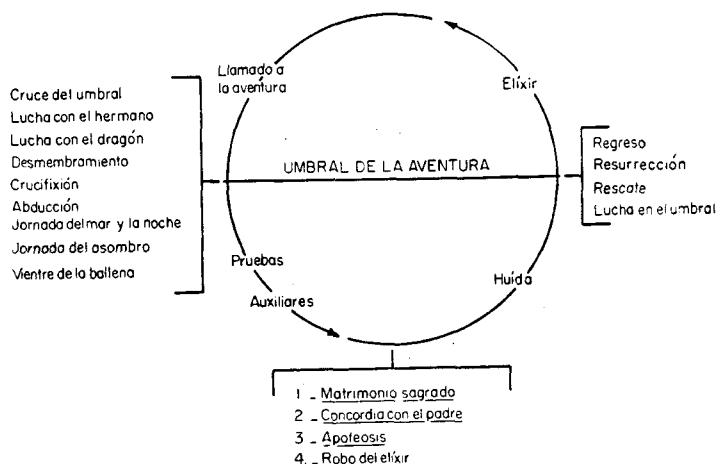 Llamado a
la aventura
Elíxir
Cruce del umbral
Lucha con el hermano
Lucha con el dragón
Desmembramiento
Crucifixión
Abducción
Jornada del mar y la noche
Jornada del asombro
Vientre de la ballena
UMBRAL DE LA AVENTURA
Regreso
Resurrección
Rescate
Lucha en el umbral
Pruebas
Auxiliares
Huída
1 _ Matrimonio sagrado
2 _ Concordia con el padre
3 _ Apoteosis
4. _ Robo del elíxir